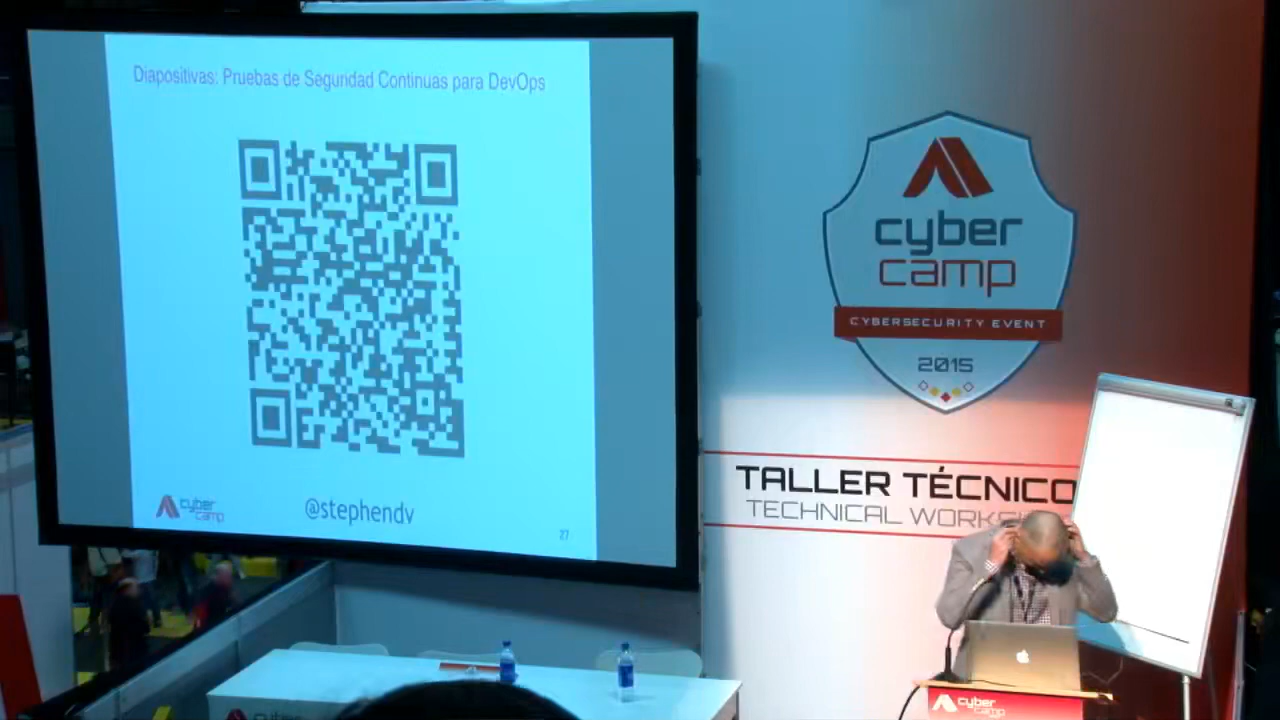 Diapositivas: Pruebas de Seguridad Continuas para DevOps
cyber
camp
@stephendv
27
cyber
camp
CYBERSECURITY EVENT
2015
TALLER TÉCNICO
TECHNICAL
cyber
camp